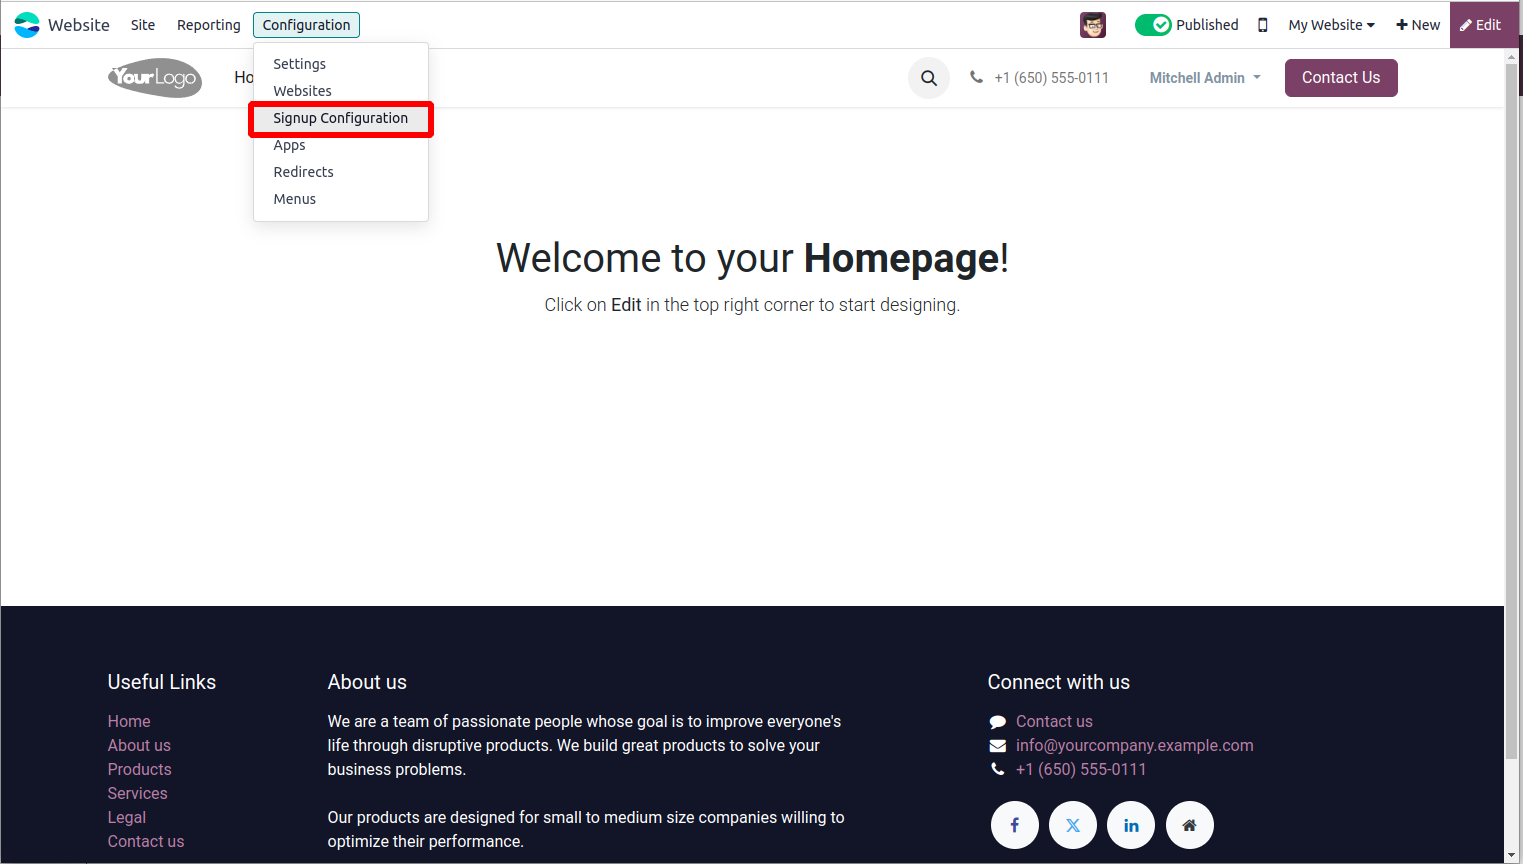 Website Site Reporting Configuration Published My Website New Edit
Settings
YourLogo Ho +1 (650) 555-0111 Mitchell Admin Contact Us
Websites
Signup Configuration
Apps
Redirects
Menus
Welcome to your Homepage!
Click on Edit in the top right corner to start designing.
Useful Links
Home
About us
Products
Services
Legal
Contact us
About us
We are a team of passionate people whose goal is to improve everyone's
life through disruptive products. We build great products to solve your
business problems.
Our products are designed for small to medium size companies willing to
optimize their performance.
Connect with us
Contact us
info@yourcompany.example.com
+1 (650) 555-0111